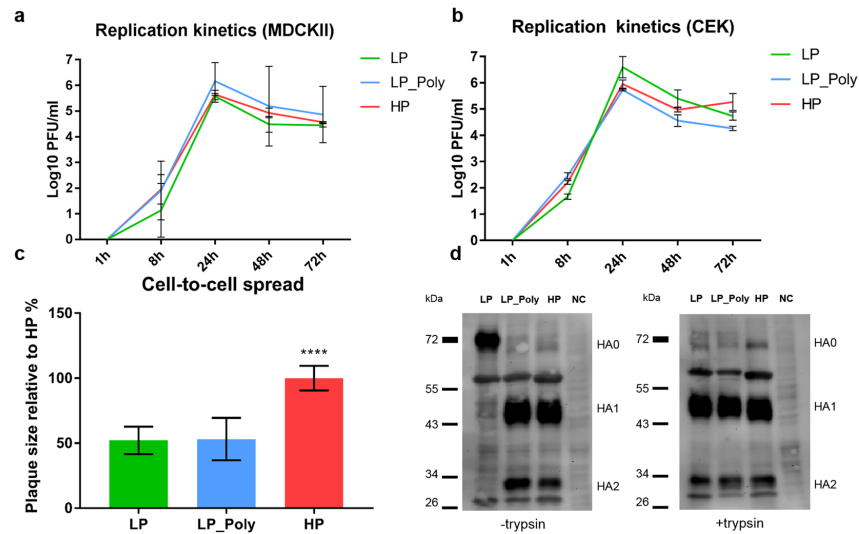 a
Replication kinetics (MDCKII)
Log10 PFU/ml
7
6
5
4
3
2
1
0
1h 8h 24h 48h 72h
LP
LP_Poly
HP
b
Replication kinetics (CEK)
Log10 PFU/ml
7
6
5
4
3
2
1
0
1h 8h 24h 48h 72h
LP
LP_Poly
HP
c
Cell-to-cell spread
Plaque size relative to HP %
150
100
50
0
****
LP LP_Poly HP
d
kDa LP LP_Poly HP NC
72 HA0
55
43 HA1
34
26 HA2
-trypsin
kDa LP LP_Poly HP NC
72 HA0
55
43 HA1
34
26 HA2
+trypsin